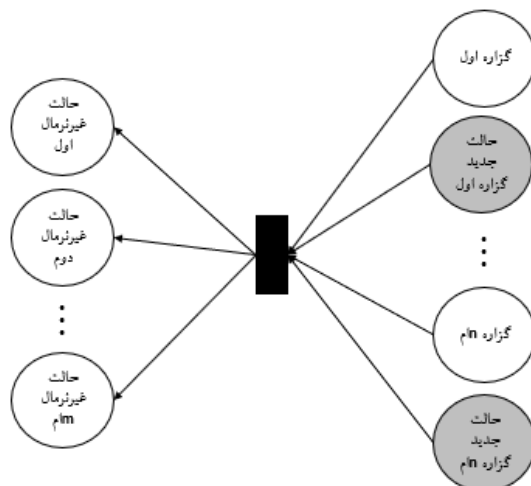 گزاره اول
حالت
جدید
گزاره اول
گزاره nام
حالت
جدید
گزاره nام
حالت
غیرنرمال
اول
حالت
غیرنرمال
دوم
حالت
غیرنرمال
mام